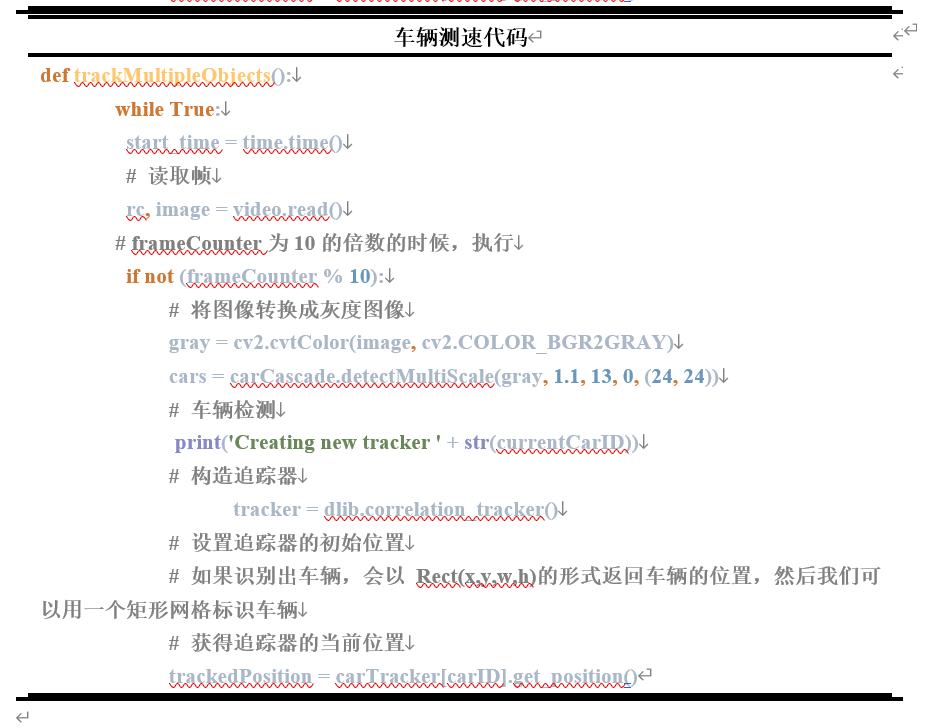 车辆测速代码
def trackMultipleObjects():
while True:
start_time = time.time()
# 读取帧
rc, image = video.read()
# frameCounter 为 10 的倍数的时候，执行
if not (frameCounter % 10):
# 将图像转换成灰度图像
gray = cv2.cvtColor(image, cv2.COLOR_BGR2GRAY)
cars = carCascade.detectMultiScale(gray, 1.1, 13, 0, (24, 24))
# 车辆检测
print('Creating new tracker ' + str(currentCarID))
# 构造追踪器
tracker = dlib.correlation_tracker()
# 设置追踪器的初始位置
# 如果识别出车辆，会以 Rect(x,y,w,h)的形式返回车辆的位置，然后我们可
以用一个矩形网格标识车辆
# 获得追踪器的当前位置
trackedPosition = carTracker[carID].get_position()